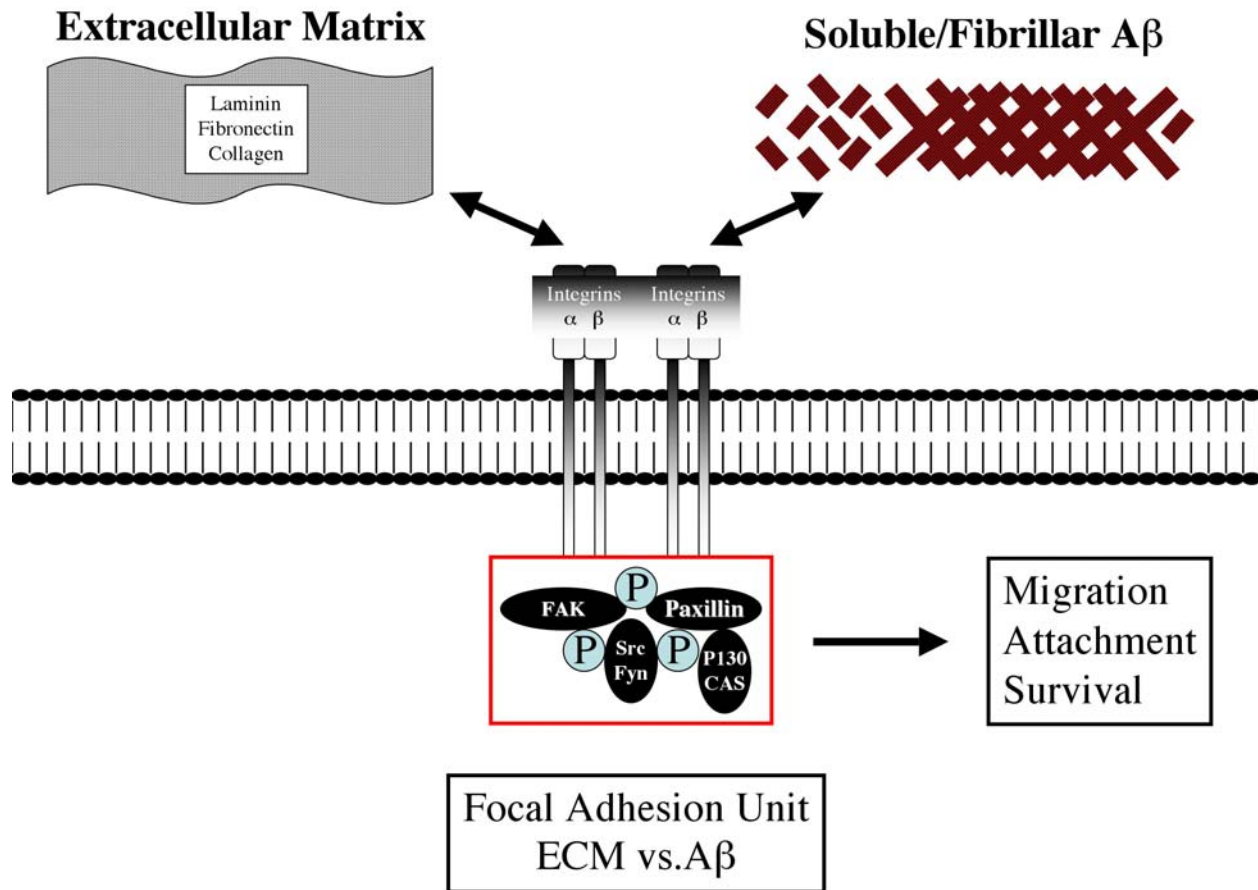 Extracellular Matrix
Soluble/Fibrillar Aβ
Laminin
Fibronectin
Collagen
Integrins Integrins
α β α β
P
FAK Paxillin
P Src P P130
Fyn CAS
Migration
Attachment
Survival
Focal Adhesion Unit
ECM vs.Aβ